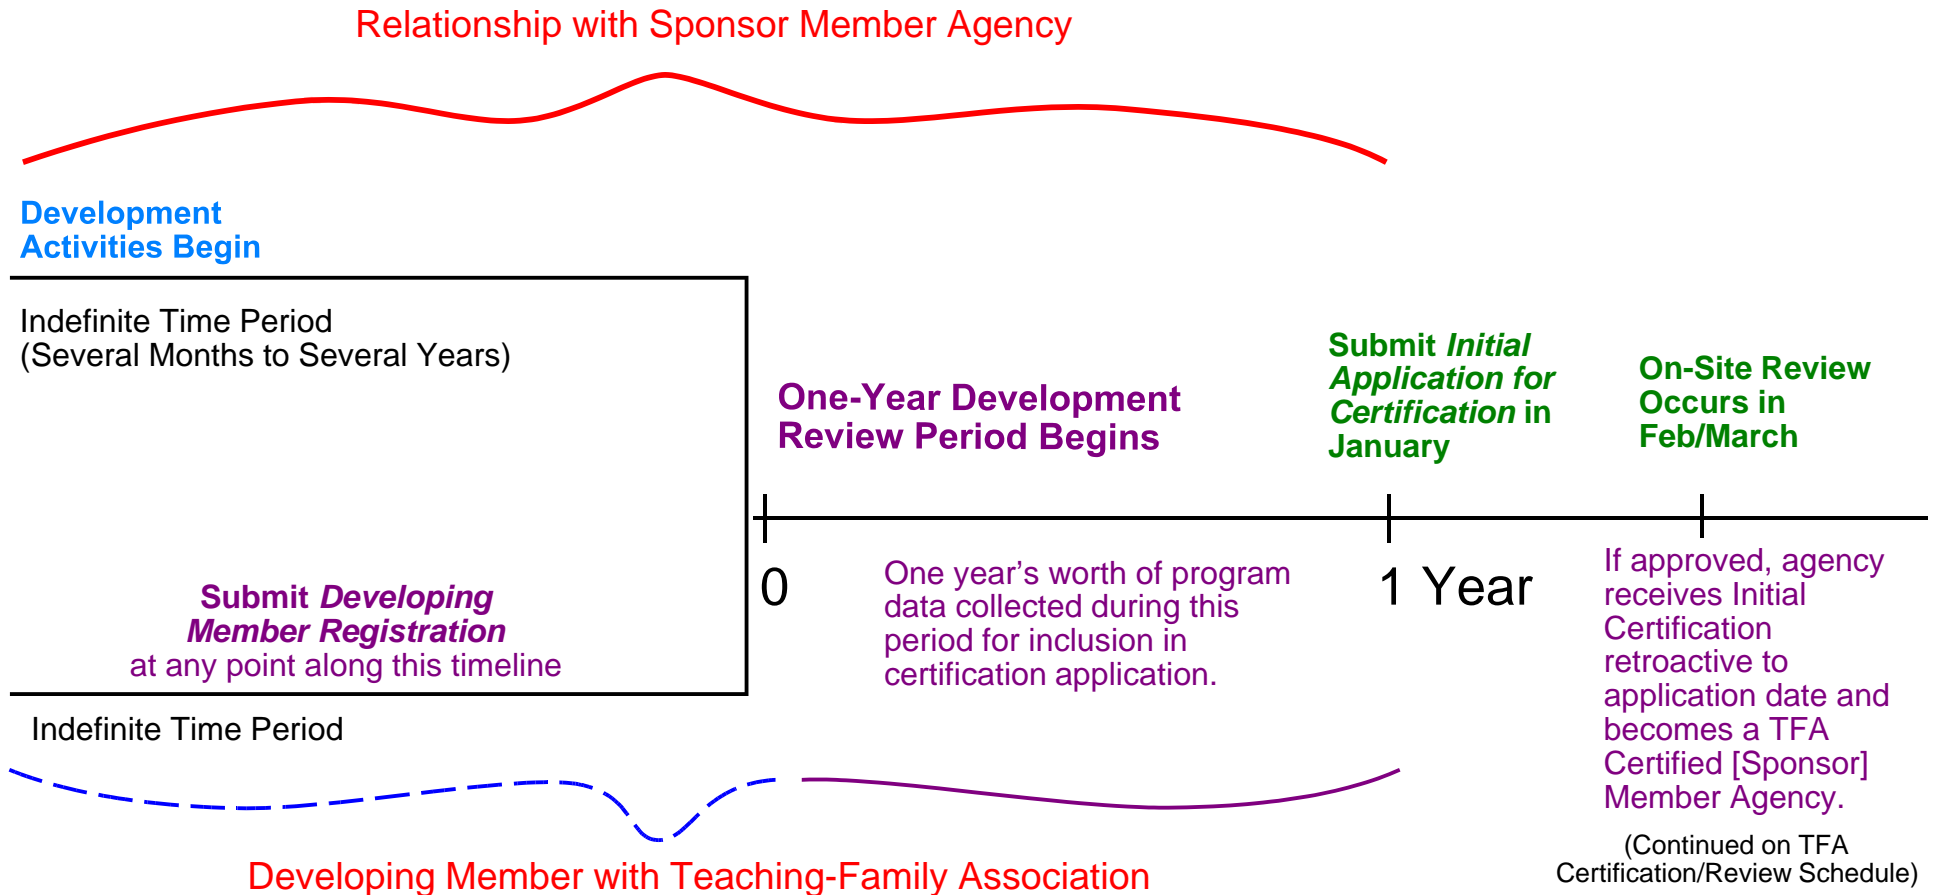 Relationship with Sponsor Member Agency
Development
Activities Begin
Indefinite Time Period
(Several Months to Several Years)
Submit Developing
Member Registration
at any point along this timeline
Indefinite Time Period
One-Year Development
Review Period Begins
0
One year’s worth of program
data collected during this
period for inclusion in
certification application.
Submit Initial
Application for
Certification in
January
1 Year
On-Site Review
Occurs in
Feb/March
If approved, agency
receives Initial
Certification
retroactive to
application date and
becomes a TFA
Certified [Sponsor]
Member Agency.
(Continued on TFA
Certification/Review Schedule)
Developing Member with Teaching-Family Association